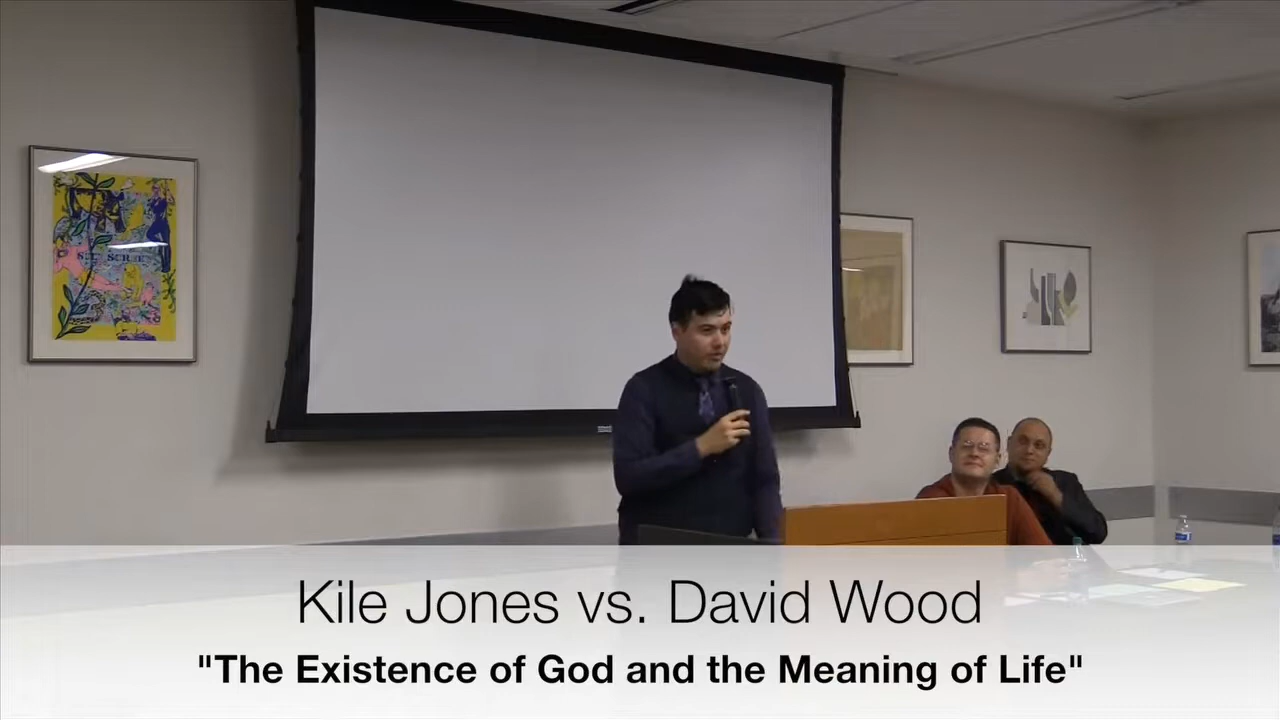 Kile Jones vs. David Wood
"The Existence of God and the Meaning of Life"